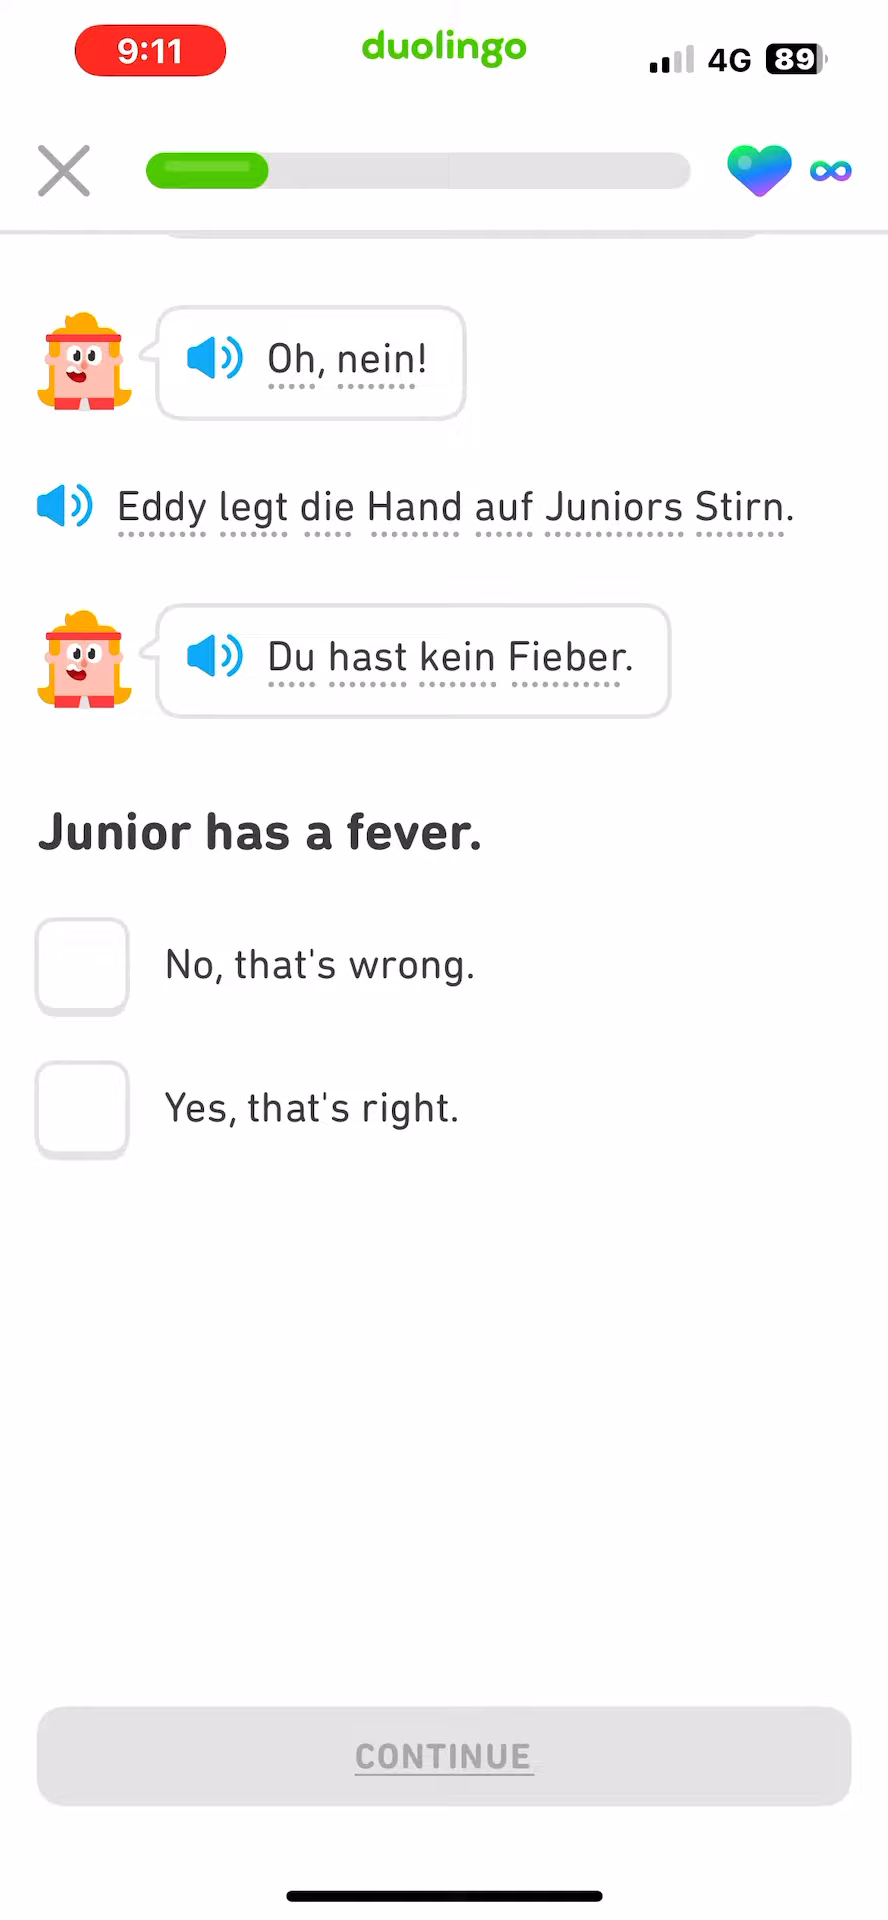 9:11 duolingo 4G 89
Oh, nein!
Eddy legt die Hand auf Juniors Stirn.
Du hast kein Fieber.
Junior has a fever.
No, that's wrong.
Yes, that's right.
CONTINUE